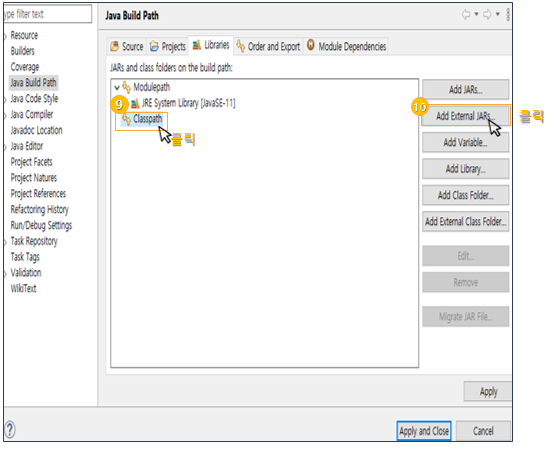 type filter text
Resource
Builders
Coverage
Java Build Path
Java Code Style
Java Compiler
Javadoc Location
Java Editor
Project Facets
Project Natures
Project References
Refactoring History
Run/Debug Settings
Task Repository
Task Tags
Validation
WikiText
Java Build Path
Source
Projects
Libraries
Order and Export
Module Dependencies
JARs and class folders on the build path:
Modulepath
9
JRE System Library [JavaSE-11]
Classpath
클릭
Add JARs...
10
Add External JARs...
클릭
Add Variable...
Add Library...
Add Class Folder...
Add External Class Folder...
Edit...
Remove
Migrate JAR File...
Apply
?
Apply and Close
Cancel